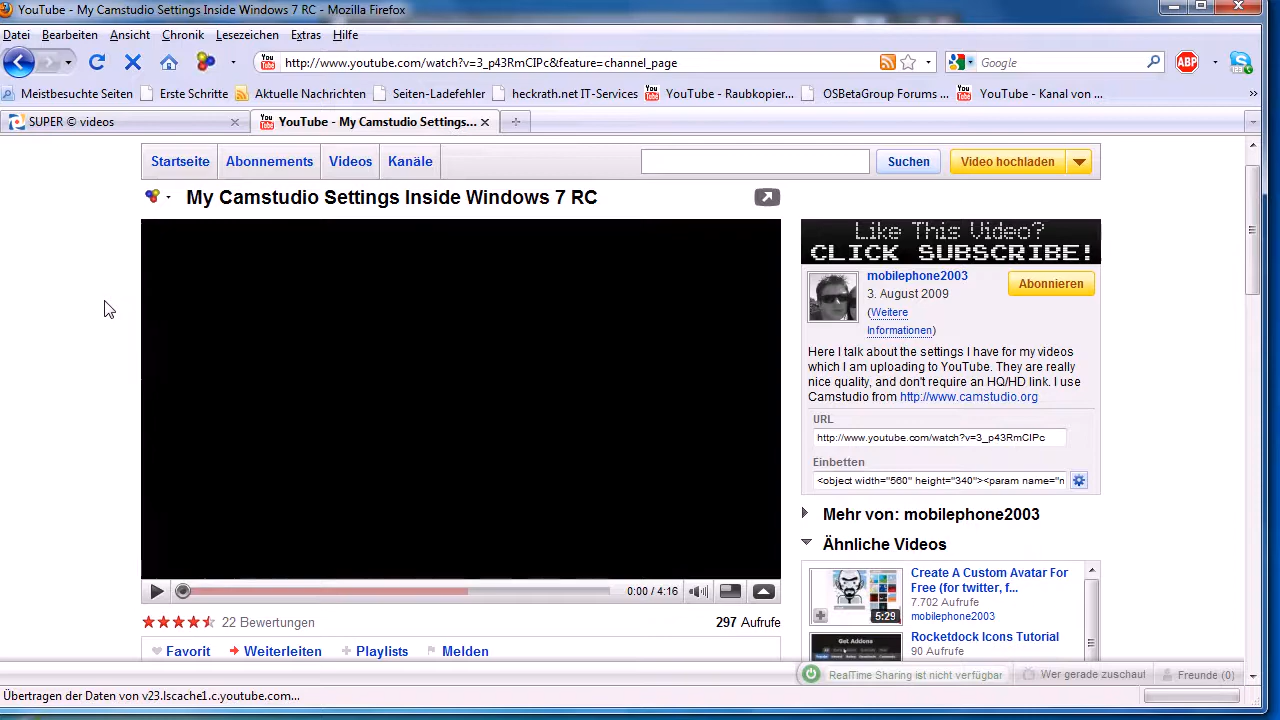 YouTube - My Camstudio Settings Inside Windows 7 RC - Mozilla Firefox
Datei Bearbeiten Ansicht Chronik Lesezeichen Extras Hilfe
You Tube http://www.youtube.com/watch?v=3_p43RmCIPc&feature=channel_page Google ABP
Meistbesuchte Seiten Erste Schritte Aktuelle Nachrichten Seiten-Ladefehler heckrath.net IT-Services YouTube - Raubkopier... OSBetaGroup Forums ... YouTube - Kanal von ... »
SUPER © videos YouTube - My Camstudio Settings...
Startseite Abonnements Videos Kanäle Suchen Video hochladen
My Camstudio Settings Inside Windows 7 RC
Like This Video?
CLICK SUBSCRIBE!
mobilephone2003
3. August 2009
(Weitere
Informationen)
Abonnieren
Here I talk about the settings I have for my videos
which I am uploading to YouTube. They are really
nice quality, and don't require an HQ/HD link. I use
Camstudio from http://www.camstudio.org
URL
http://www.youtube.com/watch?v=3_p43RmCIPc
Einbetten
<object width="560" height="340"><param name="n
Mehr von: mobilephone2003
Ähnliche Videos
Create A Custom Avatar For
Free (for twitter, f...
7.702 Aufrufe
mobilephone2003
5:29
Rocketdock Icons Tutorial
90 Aufrufe
Get Addons
0:00 / 4:16
22 Bewertungen 297 Aufrufe
Favorit Weiterleiten Playlists Melden
RealTime Sharing ist nicht verfügbar Wer gerade zuschaut Freunde (0)
Übertragen der Daten von v23.lscache1.c.youtube.com...